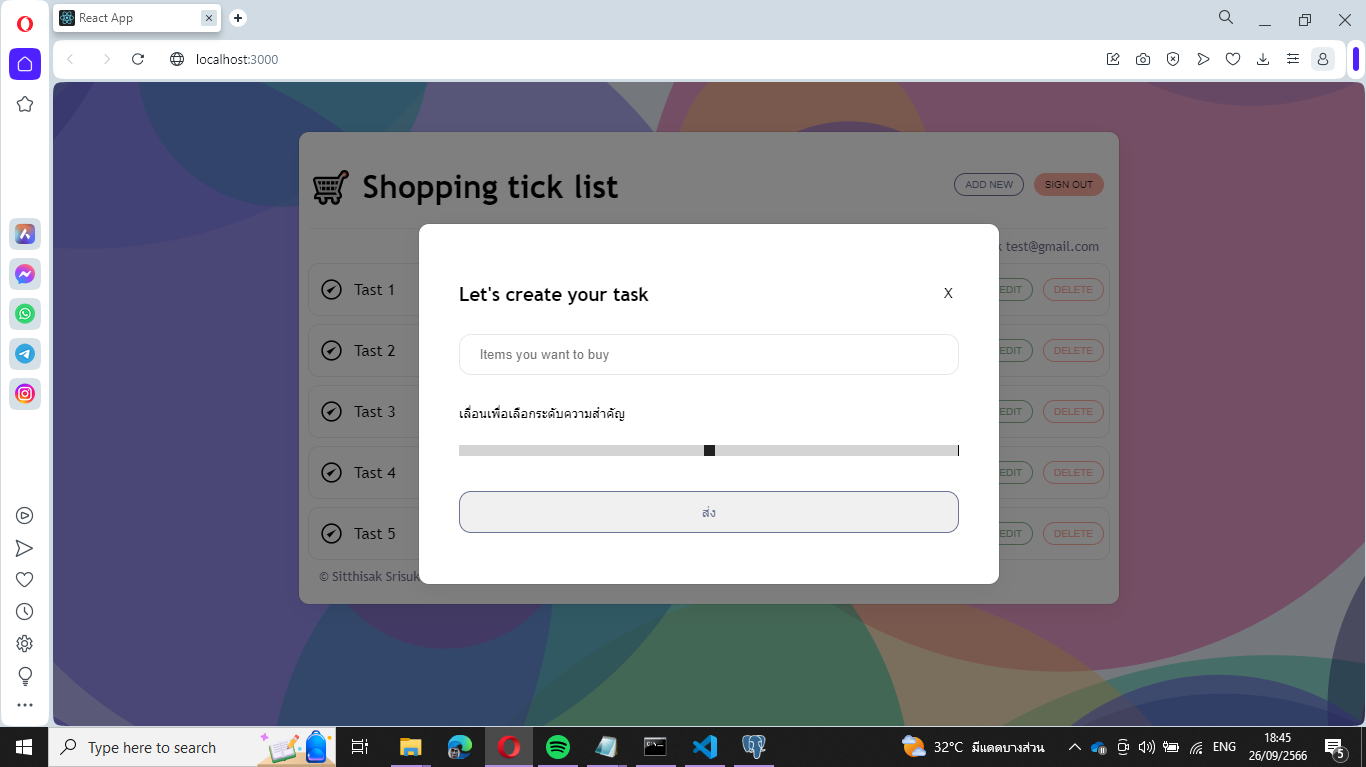 React App
localhost:3000
Shopping tick list
ADD NEW
SIGN OUT
test@gmail.com
Let's create your task
X
Items you want to buy
เลื่อนเพื่อเลือกระดับความสำคัญ
ส่ง
Tast 1
EDIT
DELETE
Tast 2
EDIT
DELETE
Tast 3
EDIT
DELETE
Tast 4
EDIT
DELETE
Tast 5
EDIT
DELETE
© Sitthisak Srisuk
Type here to search
32°C มีแดดบางส่วน
ENG
18:45
26/09/2566
5